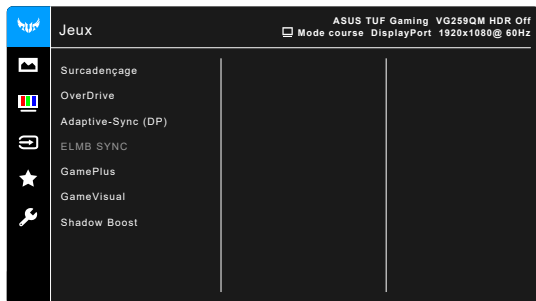 Jeux
ASUS TUF Gaming VG259QM HDR Off
Mode course DisplayPort 1920x1080@ 60Hz
Surcadençage
OverDrive
Adaptive-Sync (DP)
ELMB SYNC
GamePlus
GameVisual
Shadow Boost